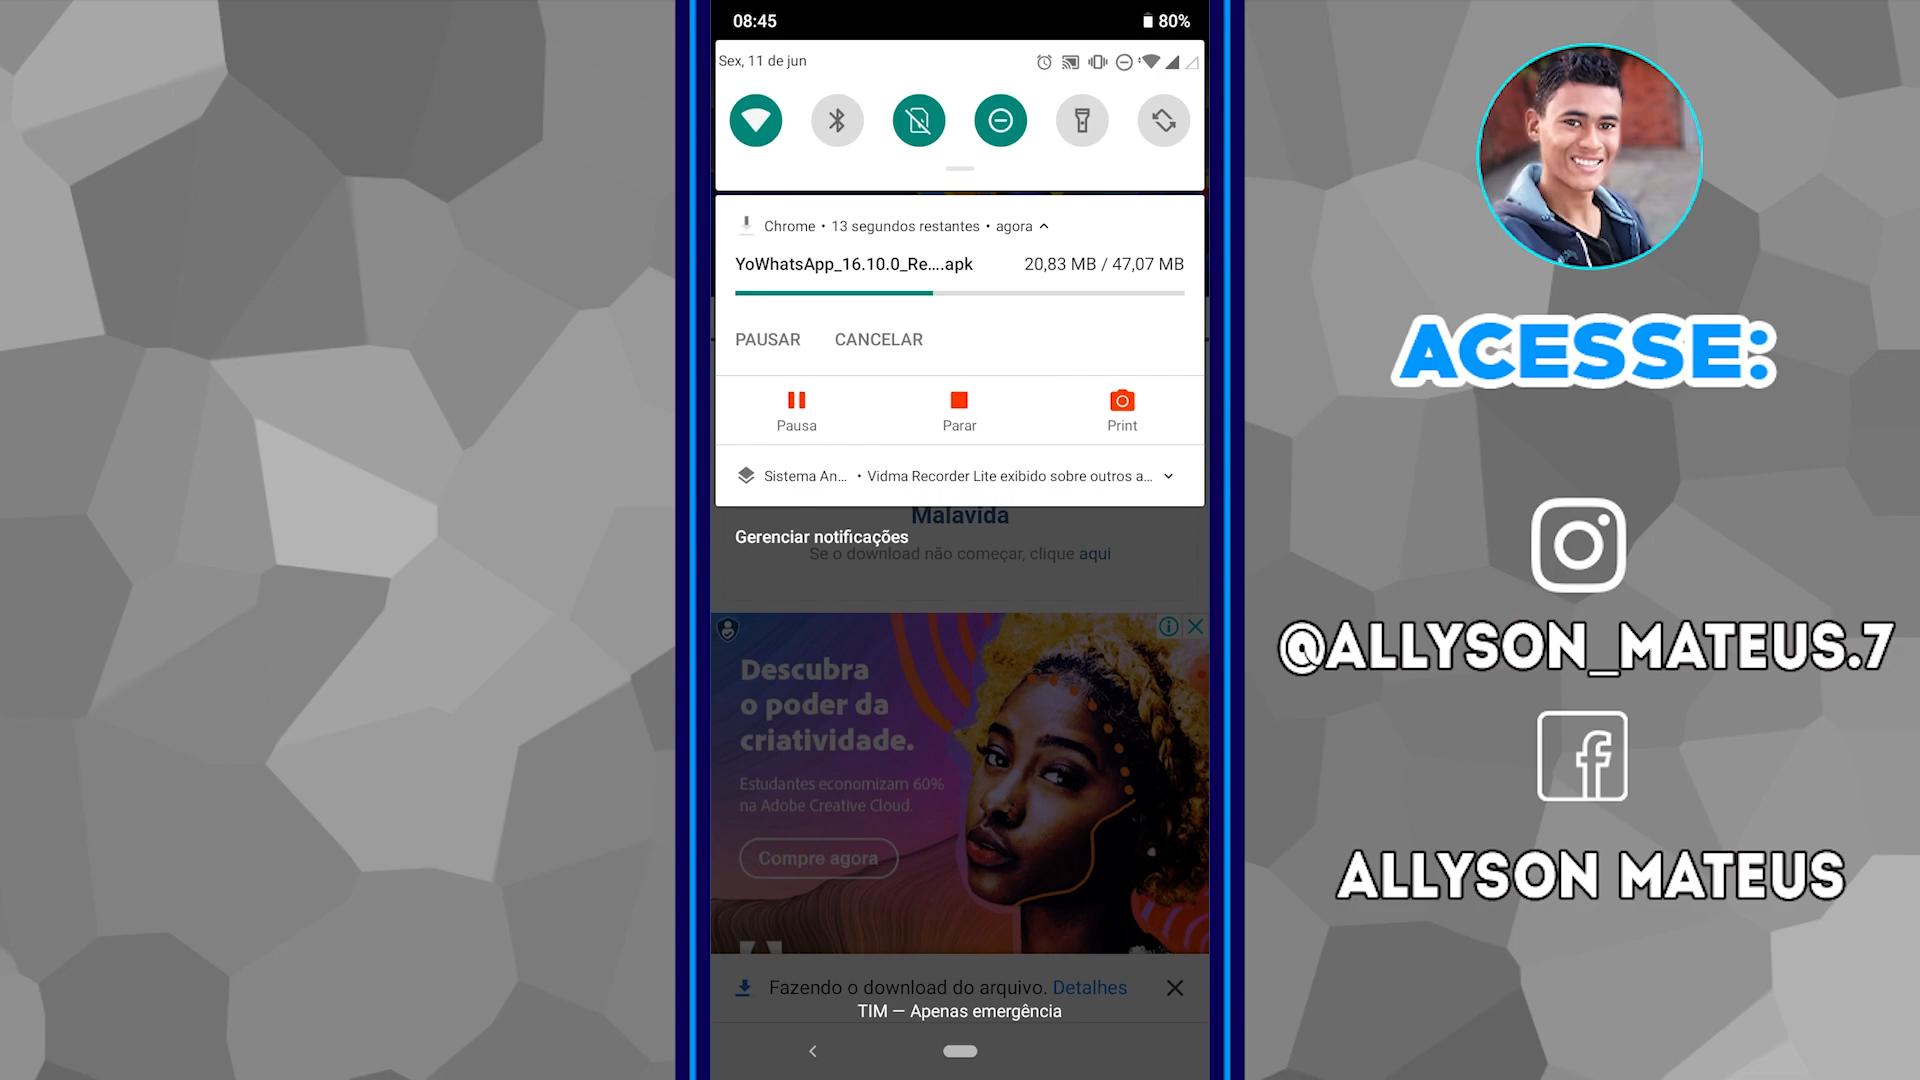 08:45
80%
Sex, 11 de jun
Chrome • 13 segundos restantes • agora
YoWhatsApp_16.10.0_Re....apk
20,83 MB / 47,07 MB
PAUSAR
CANCELAR
Pausa
Parar
Print
Sistema An... • Vidma Recorder Lite exibido sobre outros a...
Malavida
Gerenciar notificações
Se o download não começar, clique aqui
Descubra
o poder da
criatividade.
Estudantes economizam 60%
na Adobe Creative Cloud.
Compre agora
Fazendo o download do arquivo. Detalhes
TIM — Apenas emergência
ACESSE:
@ALLYSON_MATEUS.7
ALLYSON MATEUS